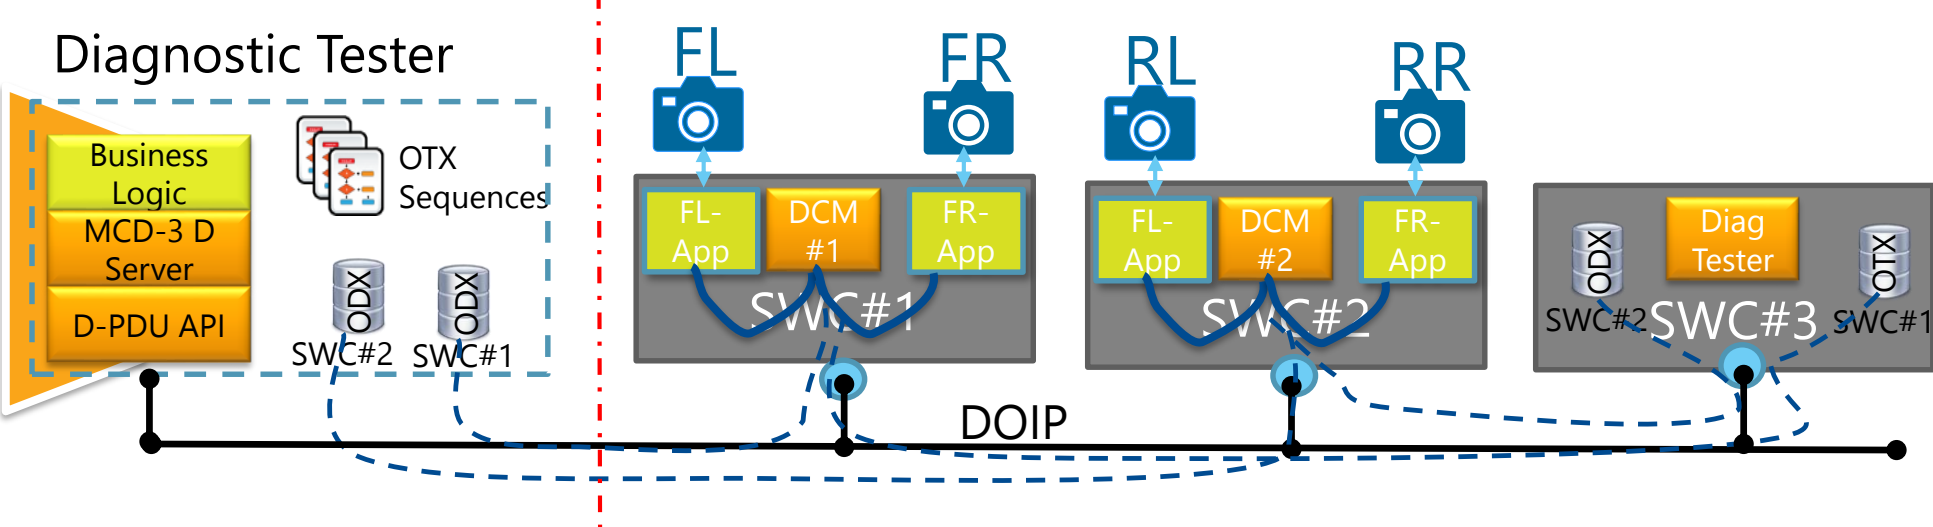 Diagnostic Tester
Business
Logic
MCD-3 D
Server
D-PDU API
OTX
Sequences
ODX
SWC#2
ODX
SWC#1
FL
FR
FL-
App
DCM
#1
FR-
App
SWC#1
RL
RR
FL-
App
DCM
#2
FR-
App
SWC#2
ODX
SWC#2
Diag
Tester
SWC#3
OTX
SWC#1
DOIP